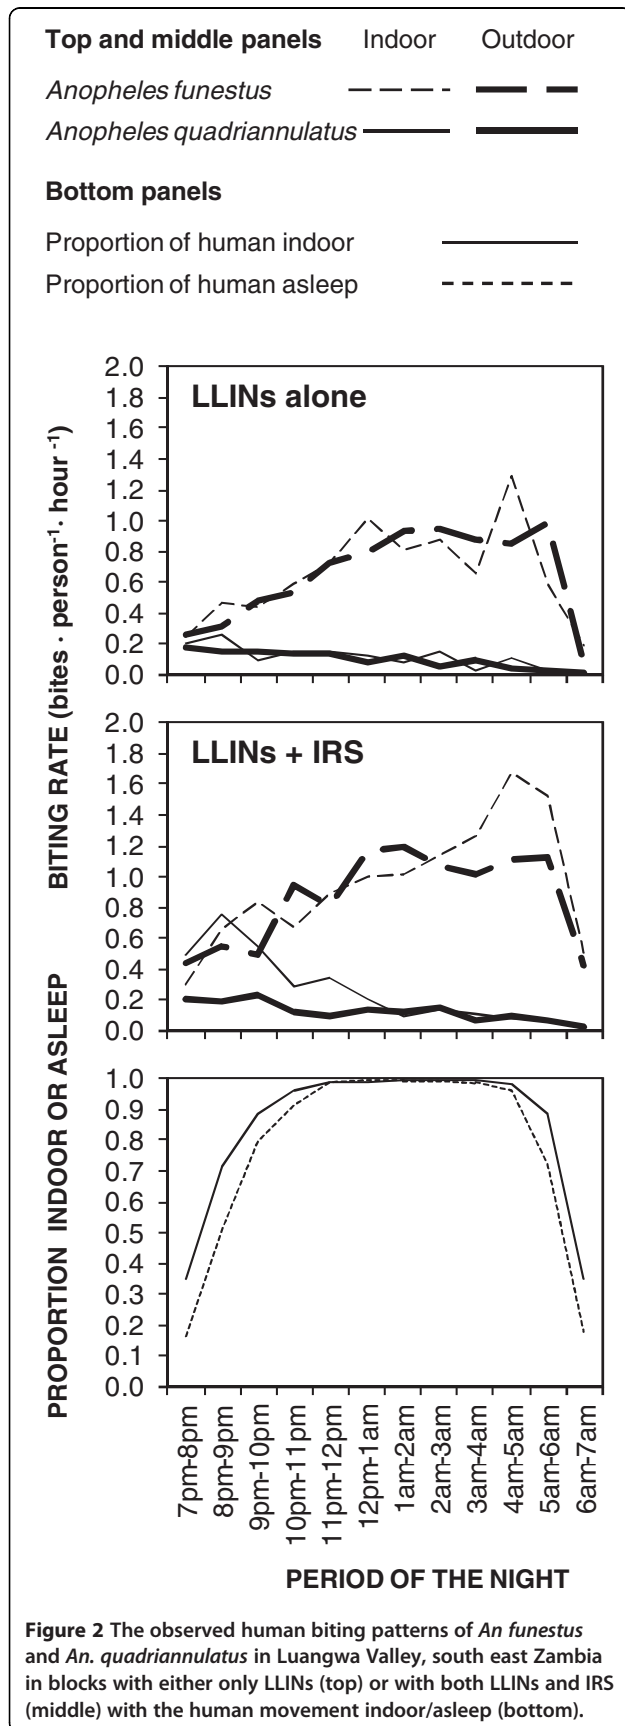 Top and middle panels Indoor Outdoor
Anopheles funestus
Anopheles quadriannulatus
Bottom panels
Proportion of human indoor
Proportion of human asleep
BITING RATE (bites · person⁻¹· hour ⁻¹)
2.0
1.8
1.6
1.4
1.2
1.0
0.8
0.6
0.4
0.2
0.0
LLINs alone
2.0
1.8
1.6
1.4
1.2
1.0
0.8
0.6
0.4
0.2
0.0
LLINs + IRS
PROPORTION INDOOR OR ASLEEP
1.0
0.9
0.8
0.7
0.6
0.5
0.4
0.3
0.2
0.1
0.0
7pm-8pm
8pm-9pm
9pm-10pm
10pm-11pm
11pm-12pm
12pm-1am
1am-2am
2am-3am
3am-4am
4am-5am
5am-6am
6am-7am
PERIOD OF THE NIGHT
Figure 2 The observed human biting patterns of An funestus
and An. quadriannulatus in Luangwa Valley, south east Zambia
in blocks with either only LLINs (top) or with both LLINs and IRS
(middle) with the human movement indoor/asleep (bottom).